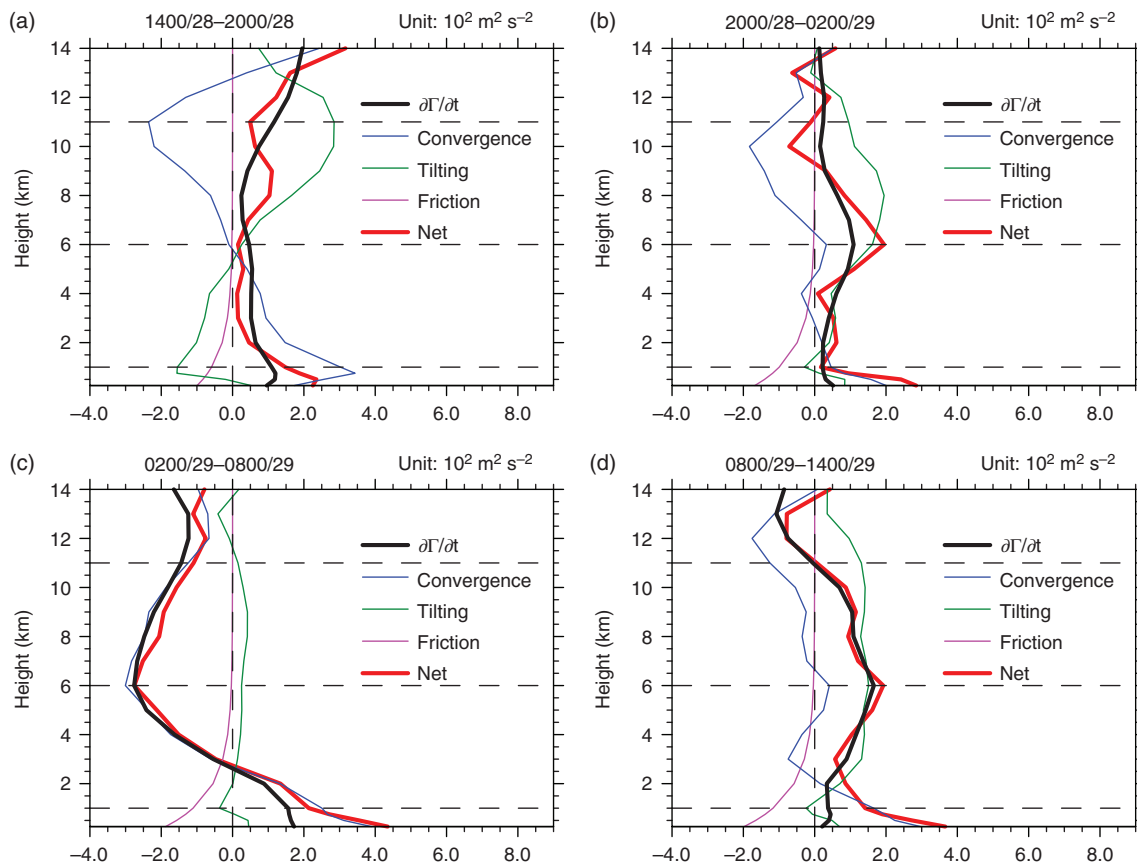 (a) 1400/28–2000/28 Unit: 10² m² s⁻²
14
12
10
8
6
4
2
Height (km)
∂Γ/∂t
Convergence
Tilting
Friction
Net
−4.0 −2.0 0.0 2.0 4.0 6.0 8.0
(b) 2000/28–0200/29 Unit: 10² m² s⁻²
14
12
10
8
6
4
2
Height (km)
∂Γ/∂t
Convergence
Tilting
Friction
Net
−4.0 −2.0 0.0 2.0 4.0 6.0 8.0
(c) 0200/29–0800/29 Unit: 10² m² s⁻²
14
12
10
8
6
4
2
Height (km)
∂Γ/∂t
Convergence
Tilting
Friction
Net
−4.0 −2.0 0.0 2.0 4.0 6.0 8.0
(d) 0800/29–1400/29 Unit: 10² m² s⁻²
14
12
10
8
6
4
2
Height (km)
∂Γ/∂t
Convergence
Tilting
Friction
Net
−4.0 −2.0 0.0 2.0 4.0 6.0 8.0